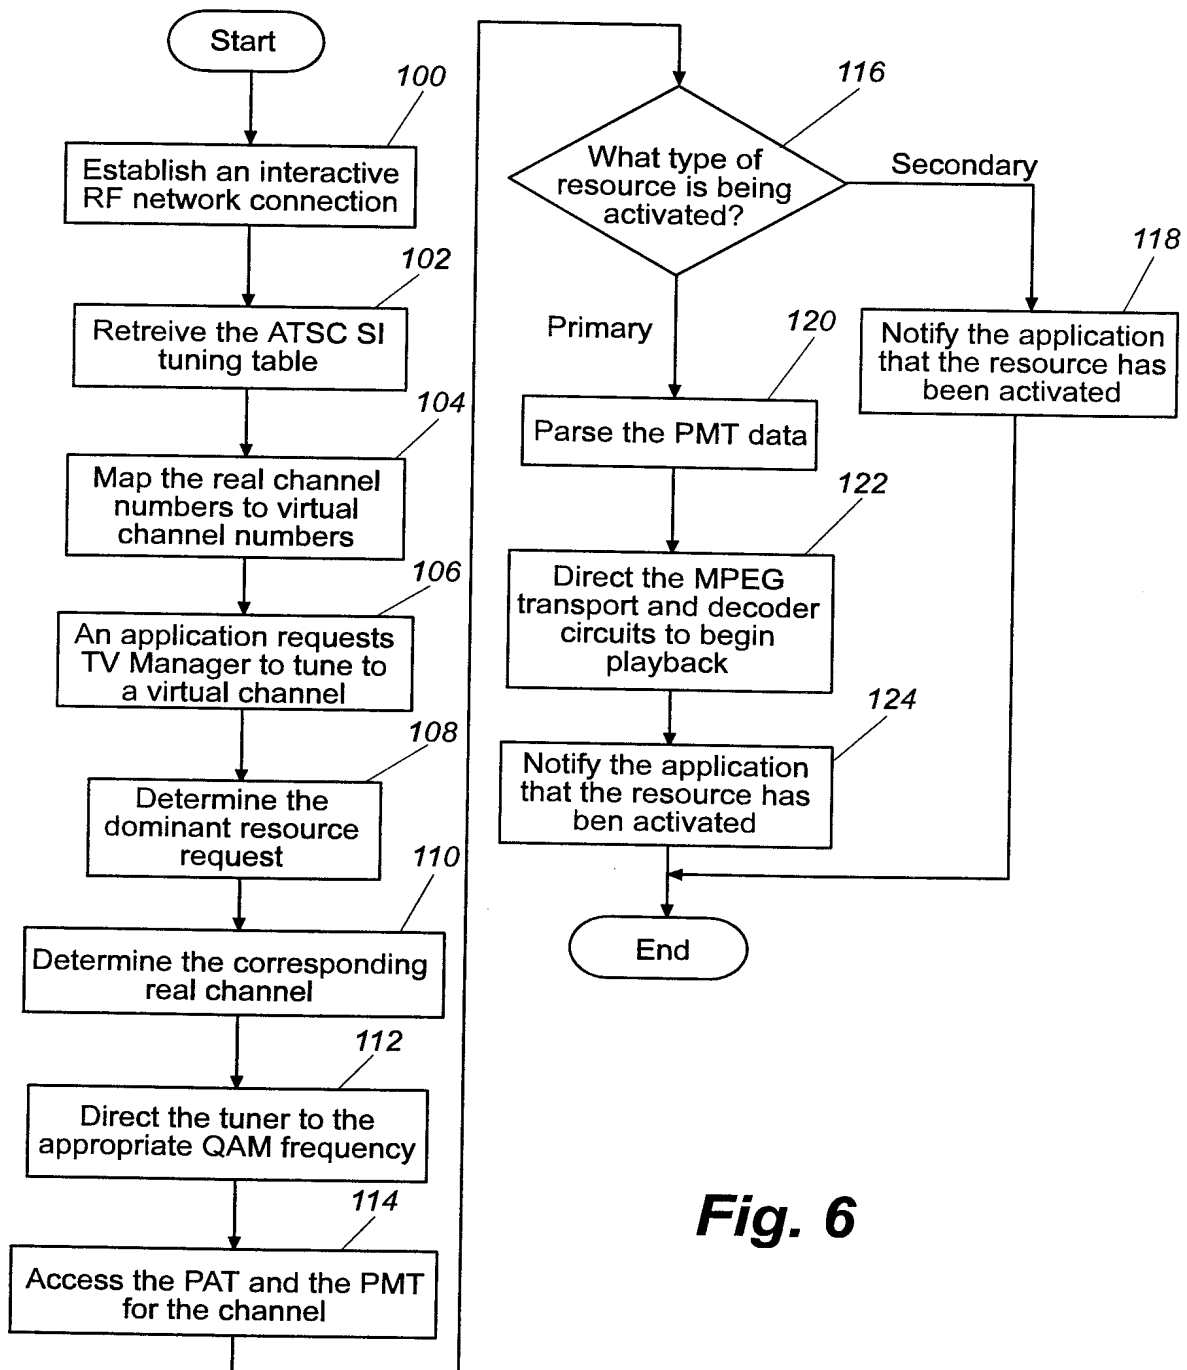 Start
100
Establish an interactive
RF network connection
102
Retreive the ATSC SI
tuning table
104
Map the real channel
numbers to virtual
channel numbers
106
An application requests
TV Manager to tune to
a virtual channel
108
Determine the
dominant resource
request
110
Determine the corresponding
real channel
112
Direct the tuner to the
appropriate QAM frequency
114
Access the PAT and the PMT
for the channel
116
What type of
resource is being
activated?
Secondary
118
Notify the application
that the resource has
been activated
Primary
120
Parse the PMT data
122
Direct the MPEG
transport and decoder
circuits to begin
playback
124
Notify the application
that the resource has
ben activated
End
Fig. 6